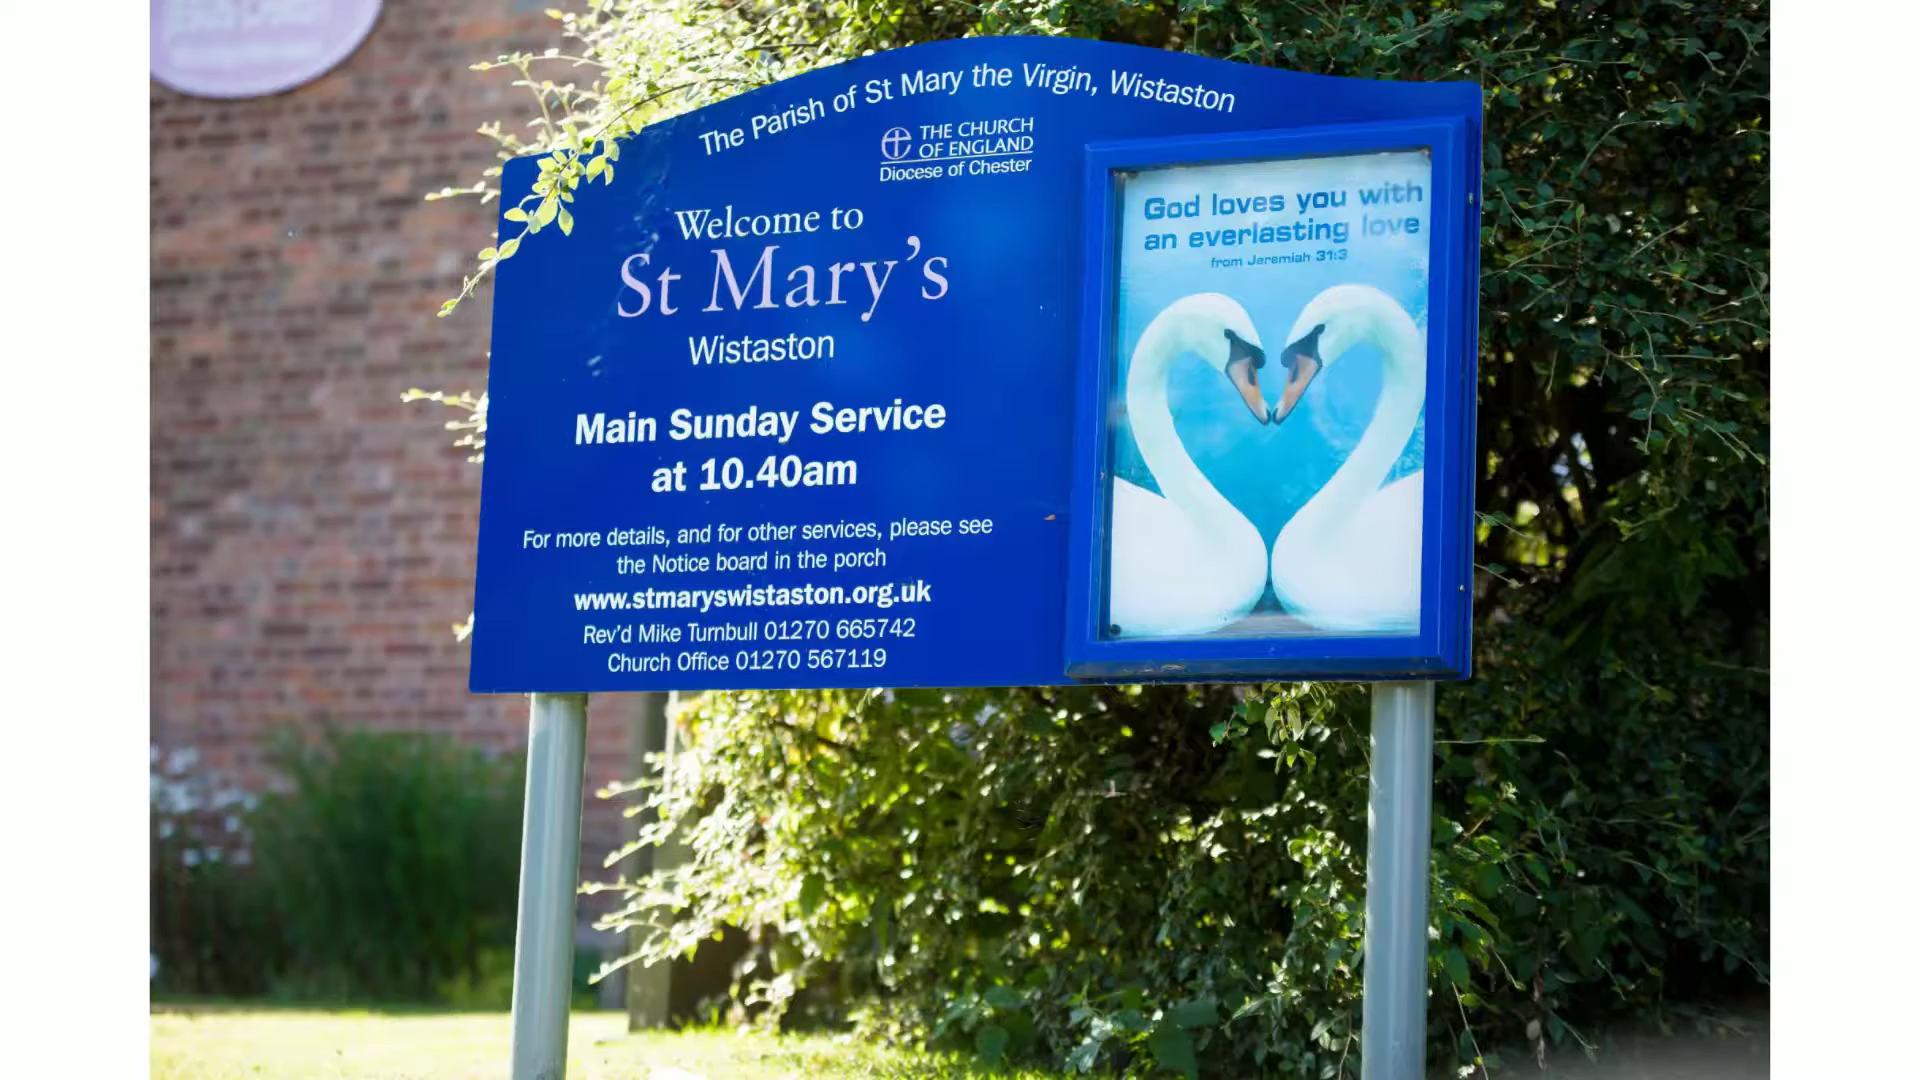 The Parish of St Mary the Virgin, Wistaston
THE CHURCH
OF ENGLAND
Diocese of Chester
Welcome to
St Mary's
Wistaston
Main Sunday Service
at 10.40am
For more details, and for other services, please see
the Notice board in the porch
www.stmaryswistaston.org.uk
Rev'd Mike Turnbull 01270 665742
Church Office 01270 567119
God loves you with
an everlasting love
from Jeremiah 31:3